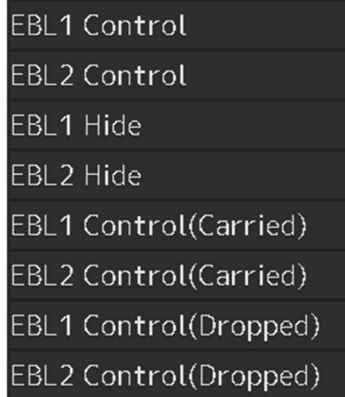 EBL1 Control
EBL2 Control
EBL1 Hide
EBL2 Hide
EBL1 Control(Carried)
EBL2 Control(Carried)
EBL1 Control(Dropped)
EBL2 Control(Dropped)